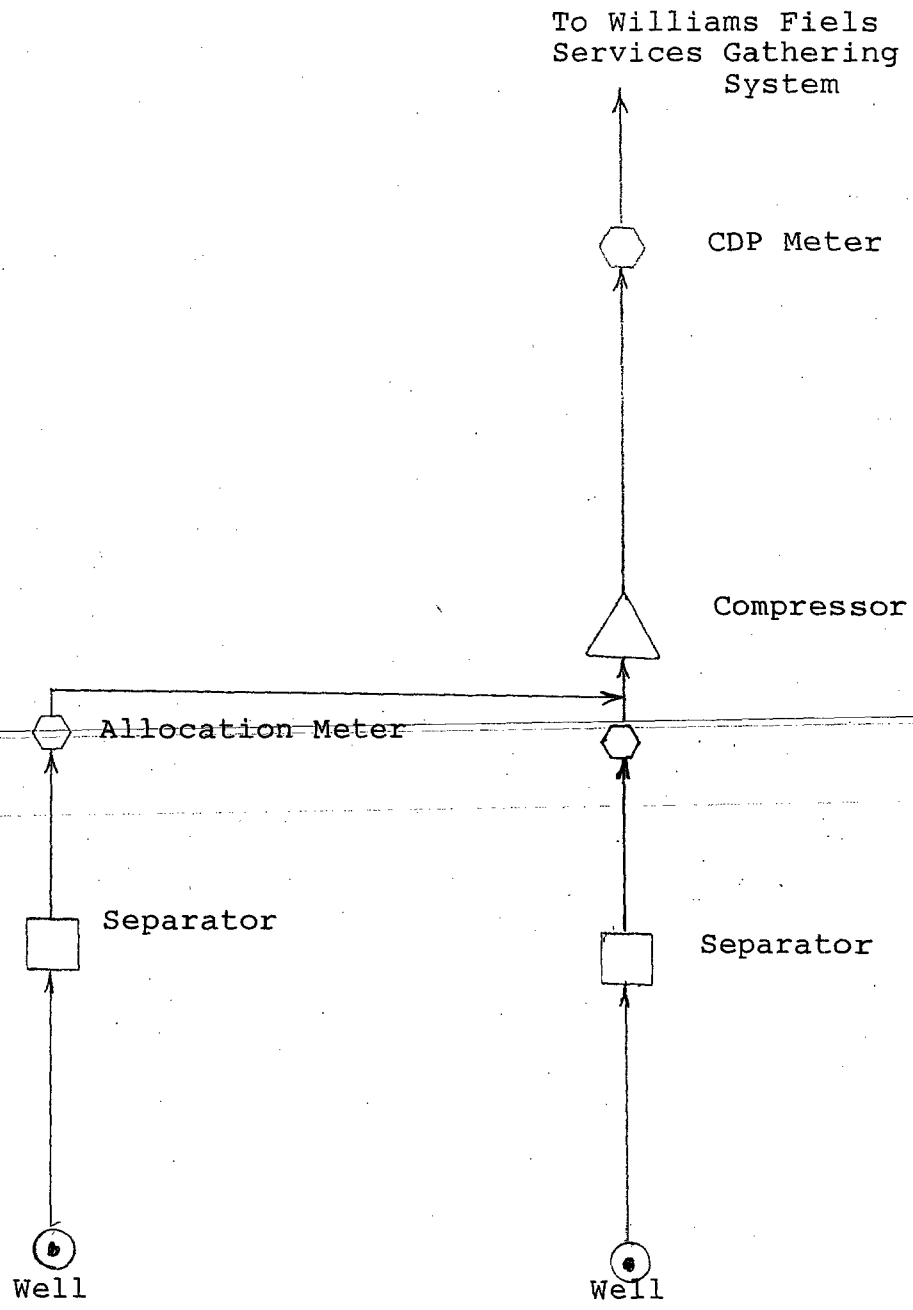 To Williams Fiels
Services Gathering
System
CDP Meter
Compressor
Allocation Meter
Separator
Separator
Well
Well